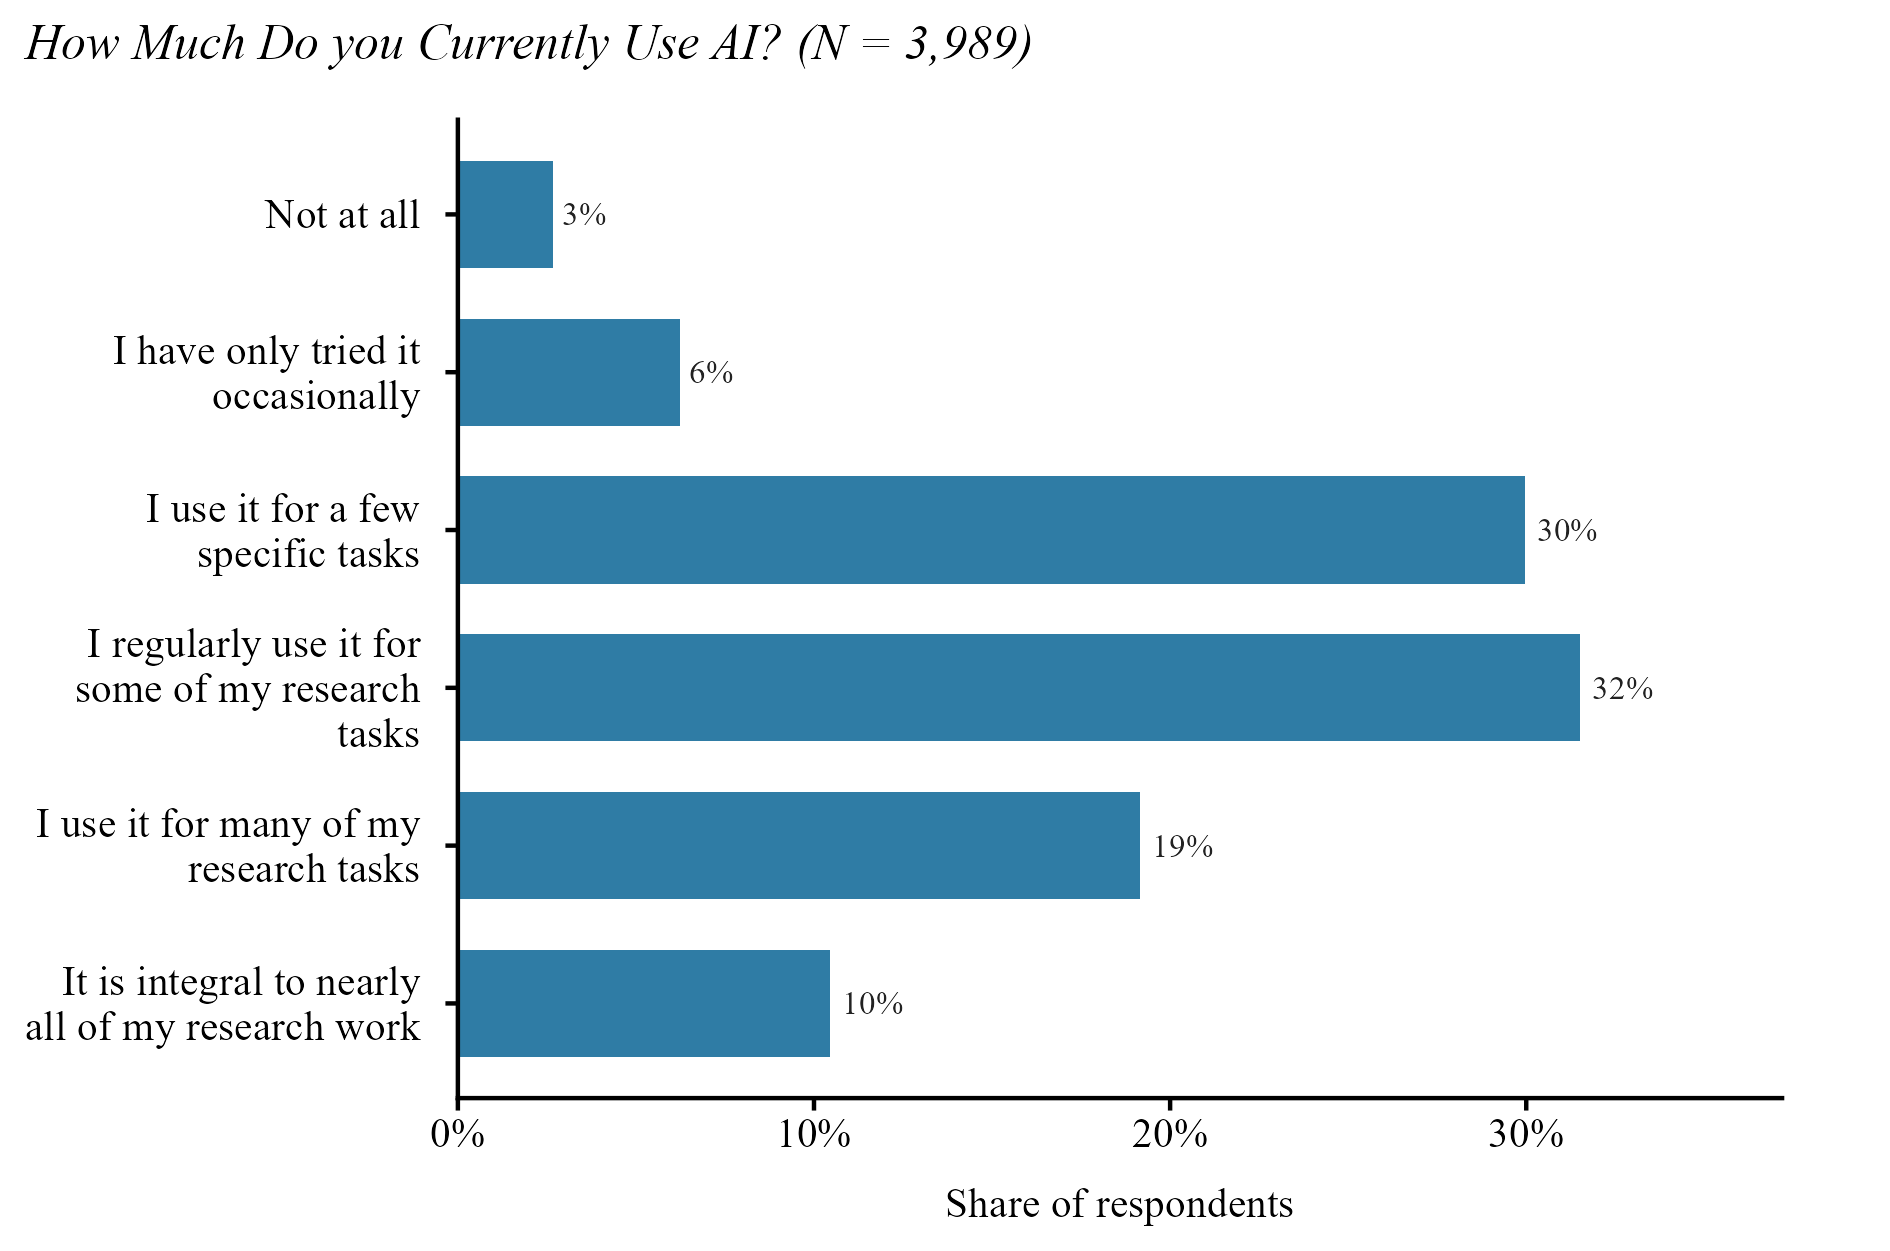 How Much Do you Currently Use AI? (N = 3,989)
Not at all
3%
I have only tried it
occasionally
6%
I use it for a few
specific tasks
30%
I regularly use it for
some of my research
tasks
32%
I use it for many of my
research tasks
19%
It is integral to nearly
all of my research work
10%
0% 10% 20% 30%
Share of respondents